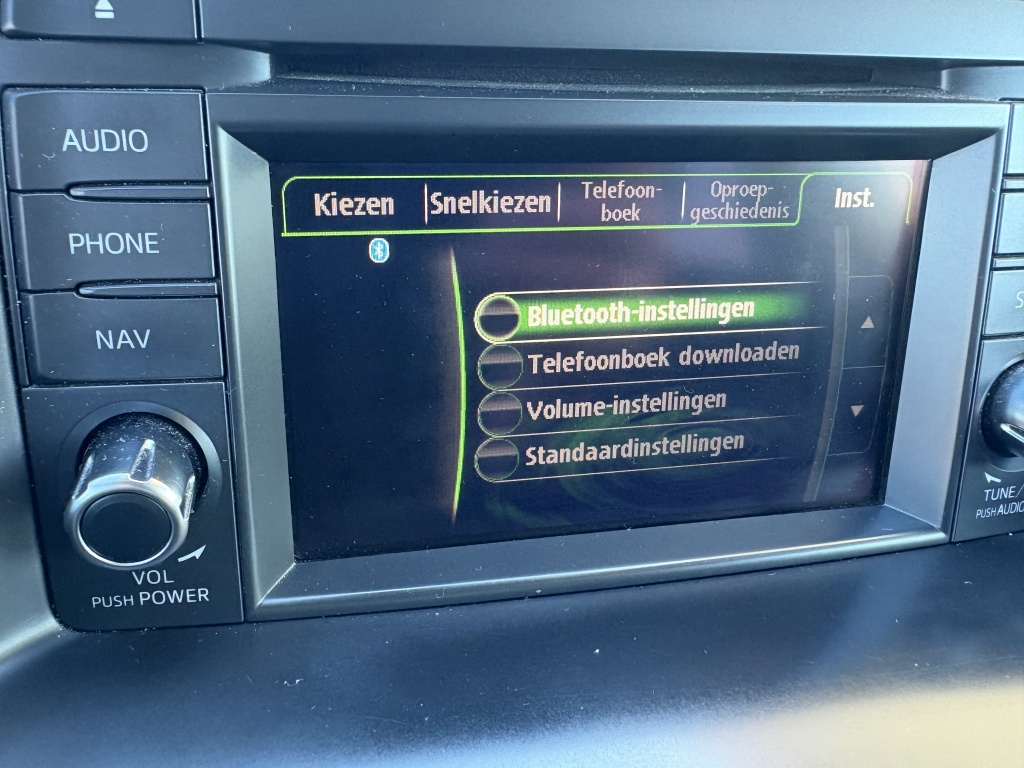 AUDIO
PHONE
NAV
VOL
PUSH POWER
Kiezen
Snelkiezen
Telefoon-
boek
Oproep-
geschiedenis
Inst.
Bluetooth-instellingen
Telefoonboek downloaden
Volume-instellingen
Standaardinstellingen
S
TUNE/
PUSH AUDIO